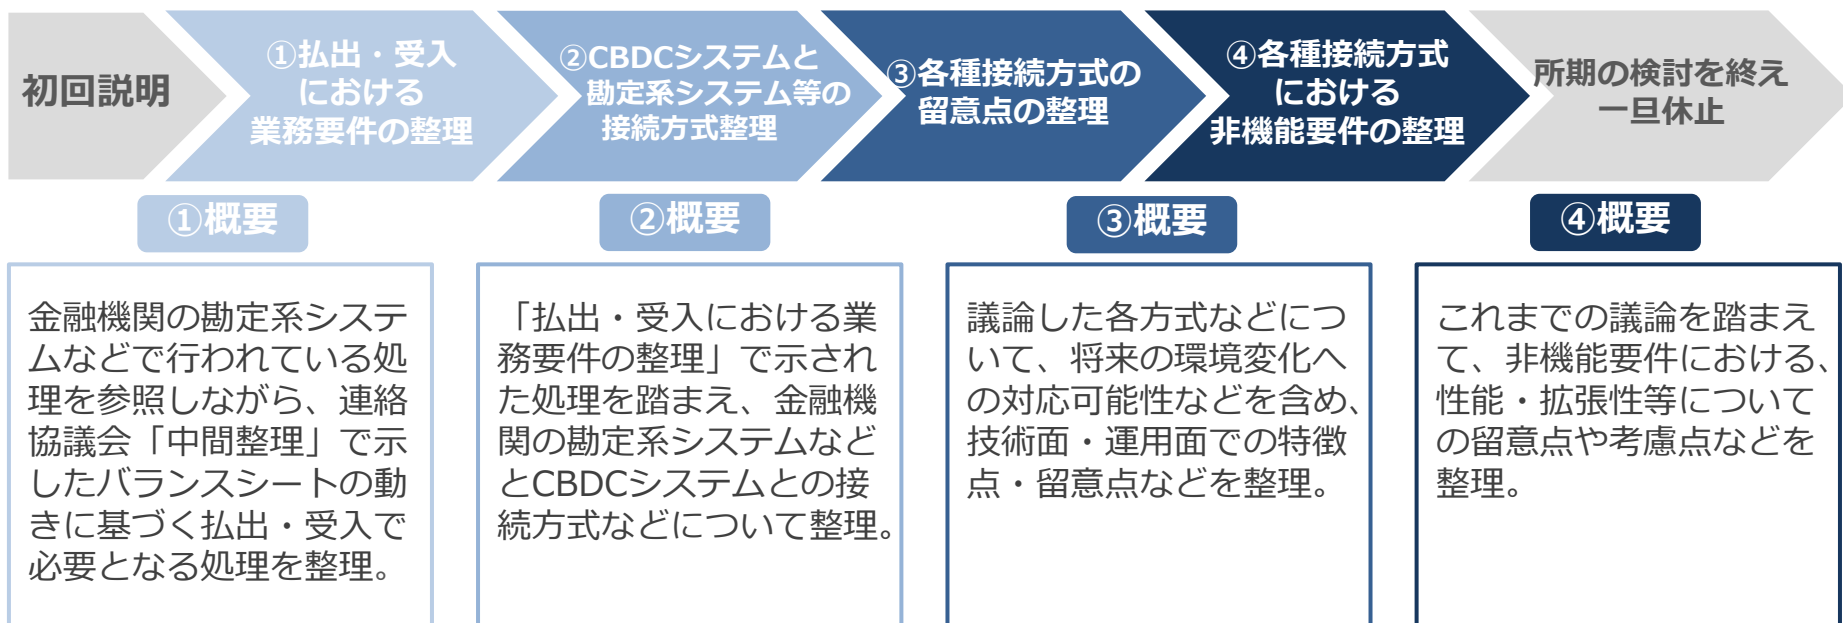 初回説明
①払出・受入
における
業務要件の整理
②CBDCシステムと
勘定系システム等の
接続方式整理
③各種接続方式の
留意点の整理
④各種接続方式
における
非機能要件の整理
所期の検討を終え
一旦休止
①概要
金融機関の勘定系システ
ムなどで行われている処
理を参照しながら、連絡
協議会「中間整理」で示
したバランスシートの動
きに基づく払出・受入で
必要となる処理を整理。
②概要
「払出・受入における業
務要件の整理」で示され
た処理を踏まえ、金融機
関の勘定系システムなど
とCBDCシステムとの接
続方式などについて整理。
③概要
議論した各方式などにつ
いて、将来の環境変化へ
の対応可能性などを含め、
技術面・運用面での特徴
点・留意点などを整理。
④概要
これまでの議論を踏まえ
て、非機能要件における、
性能・拡張性等について
の留意点や考慮点などを
整理。